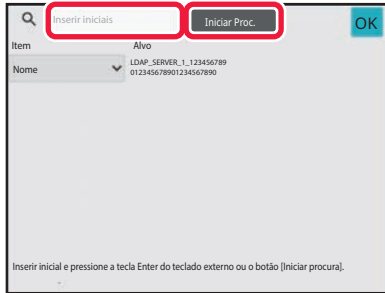 Inserir iniciais
Iniciar Proc.
OK
Item
Alvo
Nome
LDAP_SERVER_1_123456789
012345678901234567890
Inserir inicial e pressione a tecla Enter do teclado externo ou o botão [Iniciar procura].